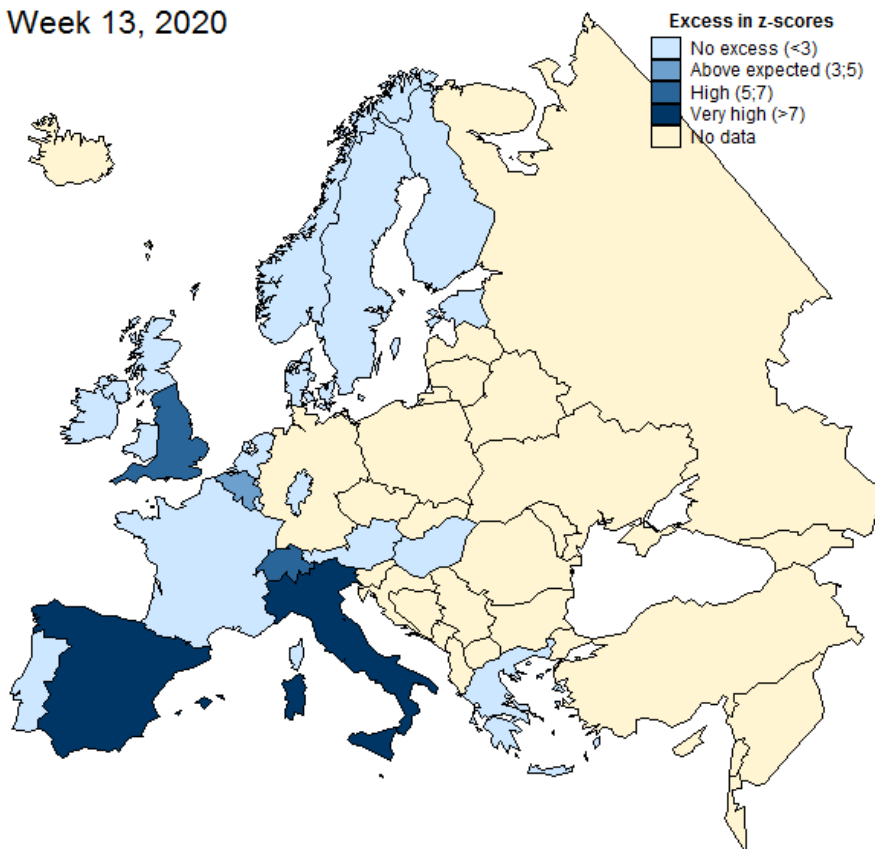 Week 13, 2020
Excess in z-scores
No excess (<3)
Above expected (3;5)
High (5;7)
Very high (>7)
No data